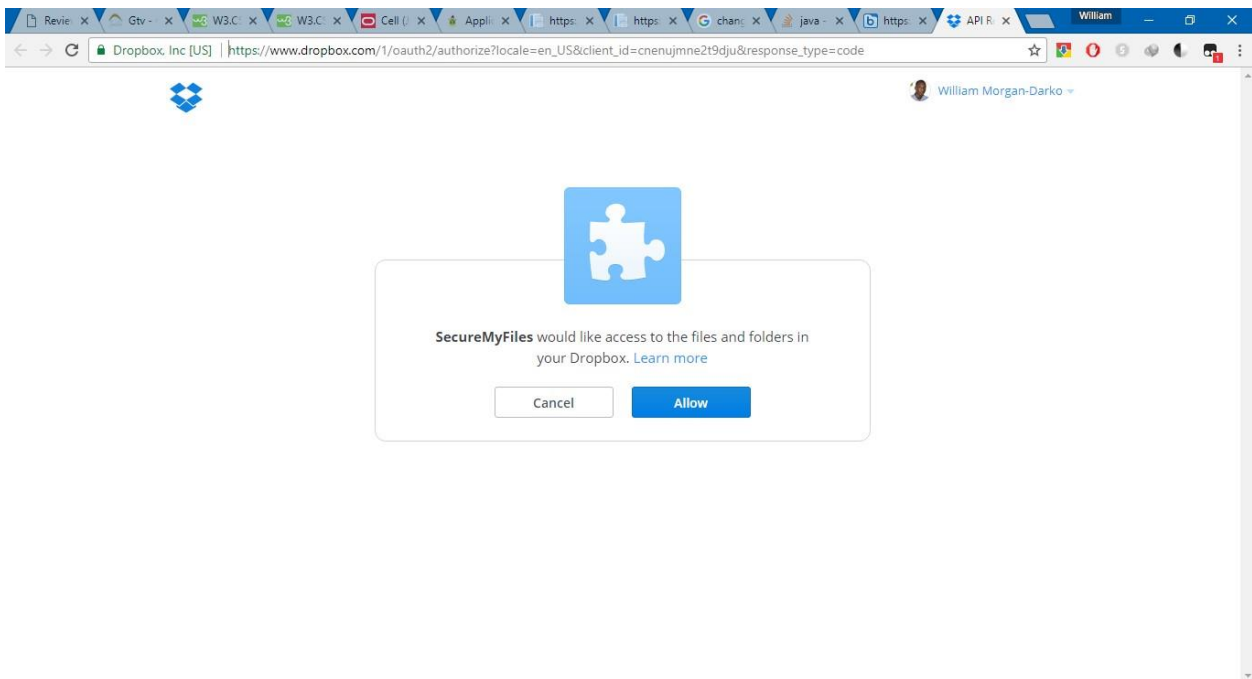 Revie
Gtv -
W3.C
W3.C
Cell (J
Applic
https:
https:
chang
java -
https:
API R
William
Dropbox, Inc [US] https://www.dropbox.com/1/oauth2/authorize?locale=en_US&client_id=cnenujmne2t9dju&response_type=code
William Morgan-Darko
SecureMyFiles would like access to the files and folders in
your Dropbox. Learn more
Cancel
Allow